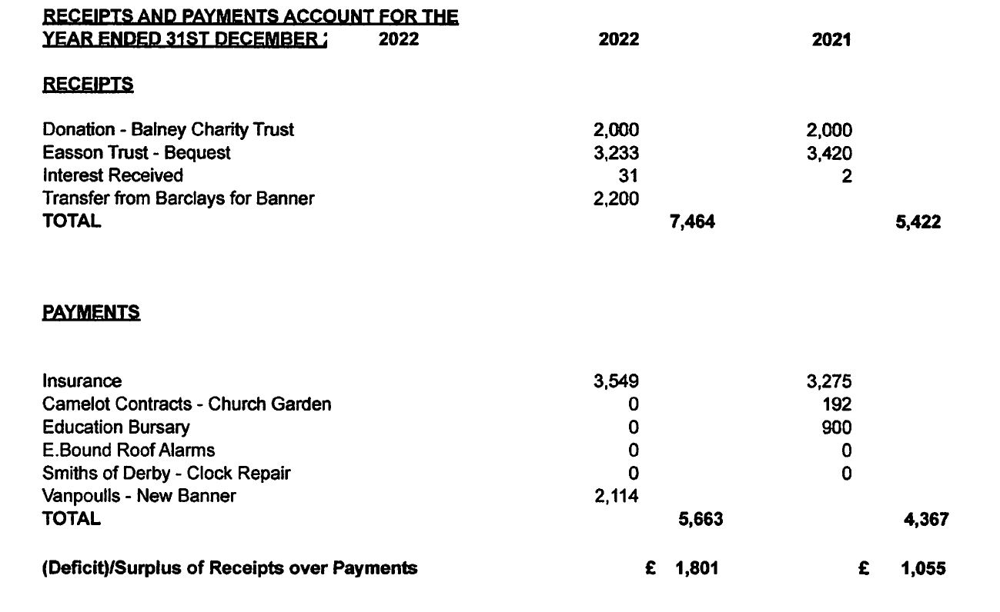 RECEIPTS AND PAYMENTS ACCOUNT FOR THE
YEAR ENDED 31ST DECEMBER 2022 2022 2021
RECEIPTS
Donation - Balney Charity Trust 2,000 2,000
Easson Trust - Bequest 3,233 3,420
Interest Received 31 2
Transfer from Barclays for Banner 2,200
TOTAL 7,464 5,422
PAYMENTS
Insurance 3,549 3,275
Camelot Contracts - Church Garden 0 192
Education Bursary 0 900
E.Bound Roof Alarms 0 0
Smiths of Derby - Clock Repair 0 0
Vanpoulls - New Banner 2,114
TOTAL 5,663 4,367
(Deficit)/Surplus of Receipts over Payments £ 1,801 £ 1,055